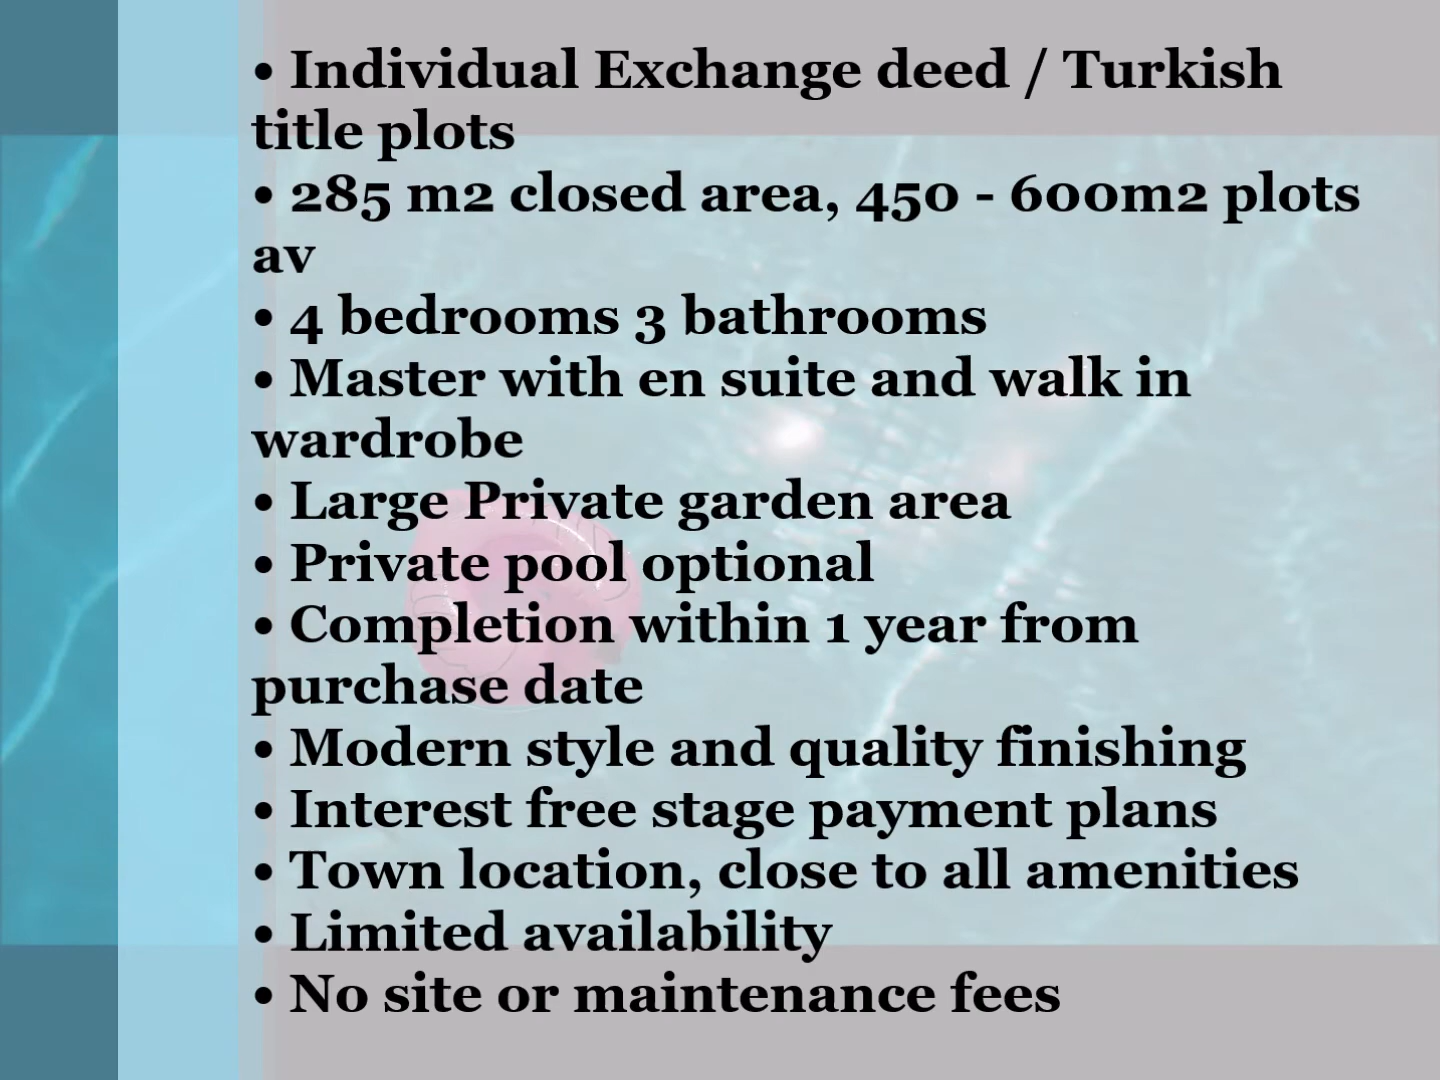 • Individual Exchange deed / Turkish
title plots
• 285 m2 closed area, 450 - 600m2 plots
av
• 4 bedrooms 3 bathrooms
• Master with en suite and walk in
wardrobe
• Large Private garden area
• Private pool optional
• Completion within 1 year from
purchase date
• Modern style and quality finishing
• Interest free stage payment plans
• Town location, close to all amenities
• Limited availability
• No site or maintenance fees